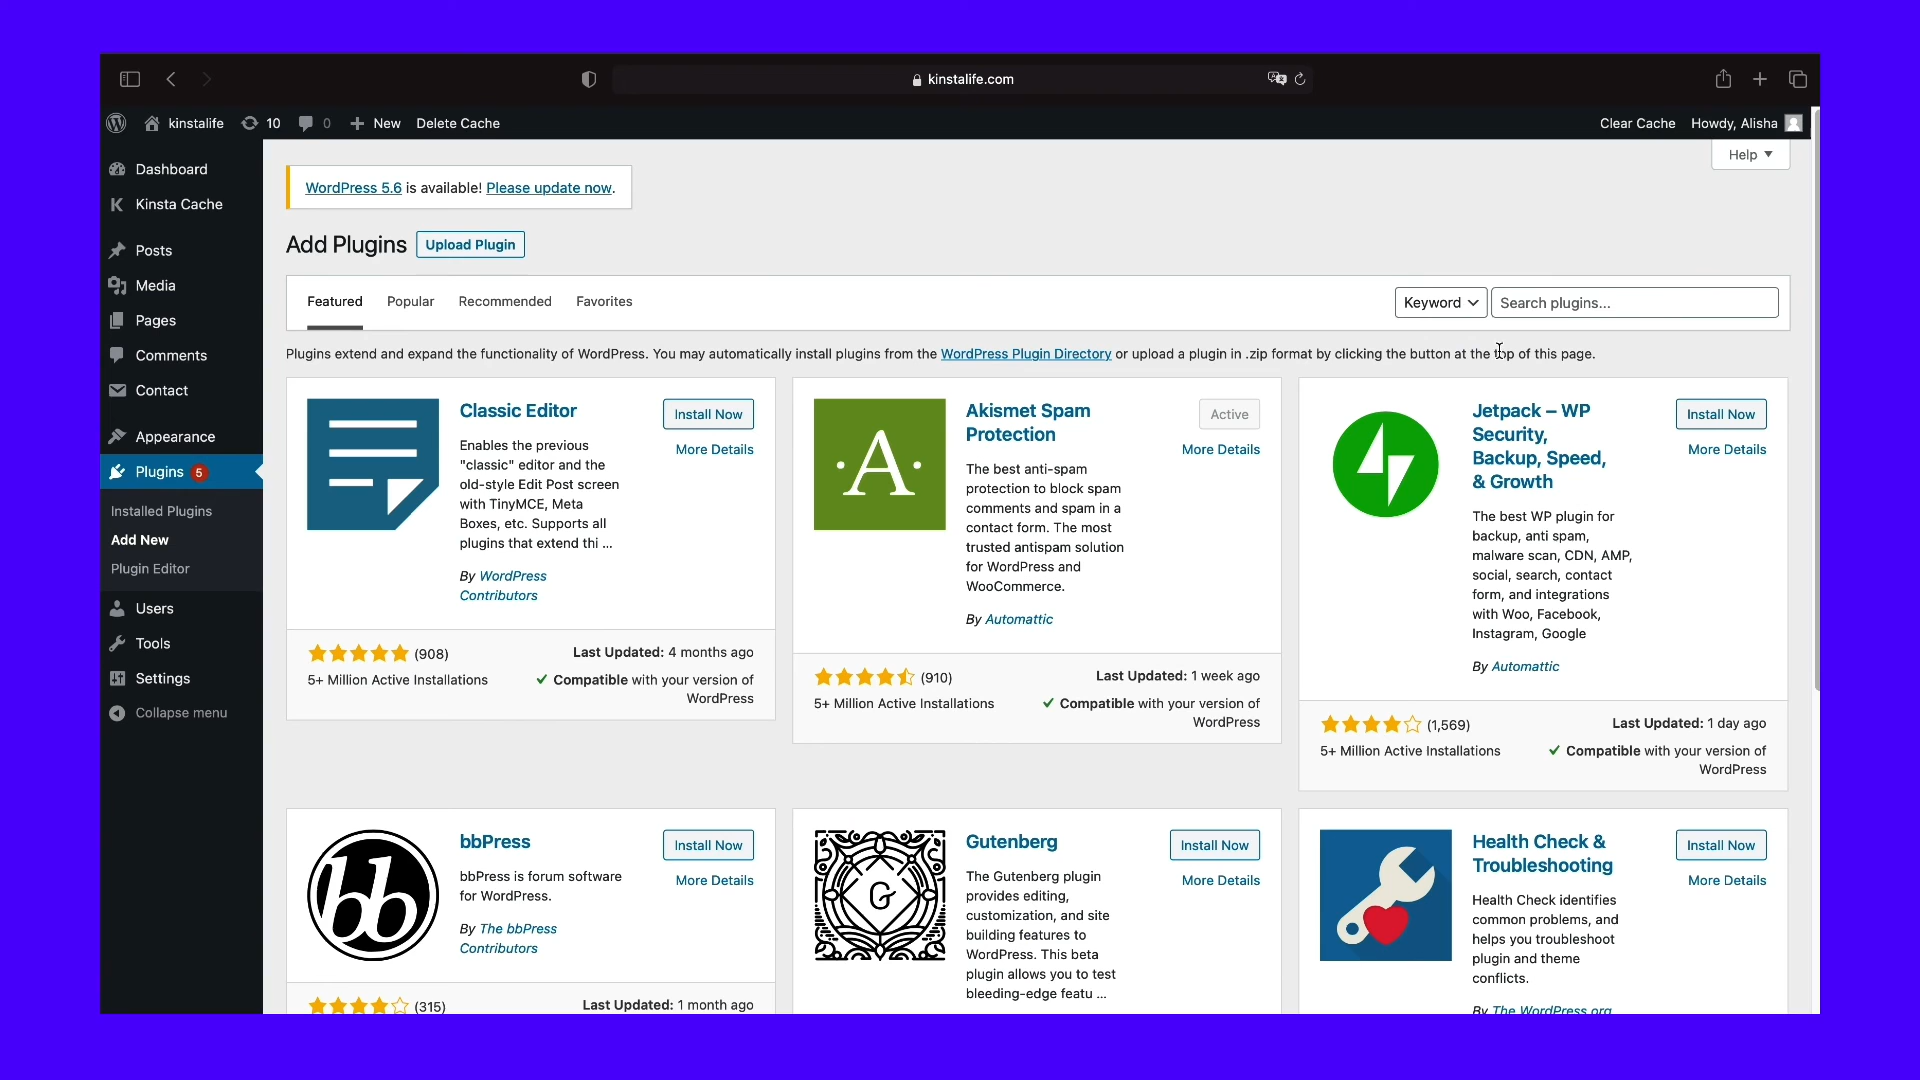 kinstalife.com
kinstalife 10 0 New Delete Cache Clear Cache Howdy, Alisha
Dashboard
Kinsta Cache
Posts
Media
Pages
Comments
Contact
Appearance
Plugins 5
Installed Plugins
Add New
Plugin Editor
Users
Tools
Settings
Collapse menu
Help
WordPress 5.6 is available! Please update now.
Add Plugins Upload Plugin
Featured Popular Recommended Favorites Keyword Search plugins...
Plugins extend and expand the functionality of WordPress. You may automatically install plugins from the WordPress Plugin Directory or upload a plugin in .zip format by clicking the button at the top of this page.
Classic Editor
Install Now
More Details
Enables the previous
"classic" editor and the
old-style Edit Post screen
with TinyMCE, Meta
Boxes, etc. Supports all
plugins that extend thi ...
By WordPress
Contributors
(908)
Last Updated: 4 months ago
5+ Million Active Installations
Compatible with your version of
WordPress
A
Akismet Spam
Protection
Active
More Details
The best anti-spam
protection to block spam
comments and spam in a
contact form. The most
trusted antispam solution
for WordPress and
WooCommerce.
By Automattic
(910)
Last Updated: 1 week ago
5+ Million Active Installations
Compatible with your version of
WordPress
Jetpack – WP
Security,
Backup, Speed,
& Growth
Install Now
More Details
The best WP plugin for
backup, anti spam,
malware scan, CDN, AMP,
social, search, contact
form, and integrations
with Woo, Facebook,
Instagram, Google
By Automattic
(1,569)
Last Updated: 1 day ago
5+ Million Active Installations
Compatible with your version of
WordPress
bb
bbPress
Install Now
More Details
bbPress is forum software
for WordPress.
By The bbPress
Contributors
(315)
Last Updated: 1 month ago
G
Gutenberg
Install Now
More Details
The Gutenberg plugin
provides editing,
customization, and site
building features to
WordPress. This beta
plugin allows you to test
bleeding-edge featu ...
Health Check &
Troubleshooting
Install Now
More Details
Health Check identifies
common problems, and
helps you troubleshoot
plugin and theme
conflicts.
By The WordPress.org